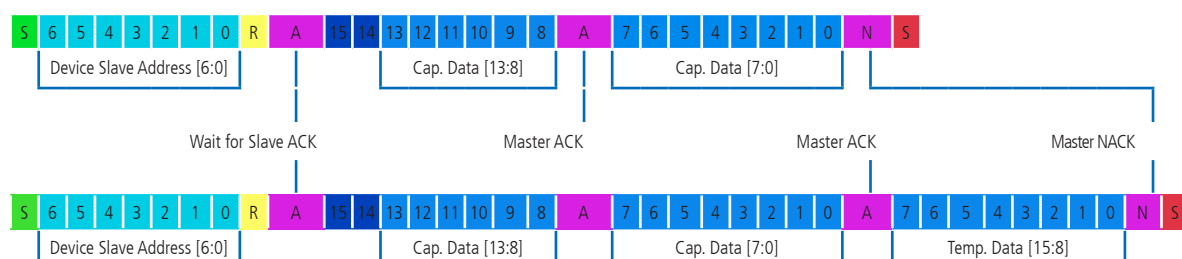 S 6 5 4 3 2 1 0 R A 15 14 13 12 11 10 9 8 A 7 6 5 4 3 2 1 0 N S
Device Slave Address [6:0] Cap. Data [13:8] Cap. Data [7:0]
Wait for Slave ACK Master ACK Master ACK Master NACK
S 6 5 4 3 2 1 0 R A 15 14 13 12 11 10 9 8 A 7 6 5 4 3 2 1 0 A 7 6 5 4 3 2 1 0 N S
Device Slave Address [6:0] Cap. Data [13:8] Cap. Data [7:0] Temp. Data [15:8]